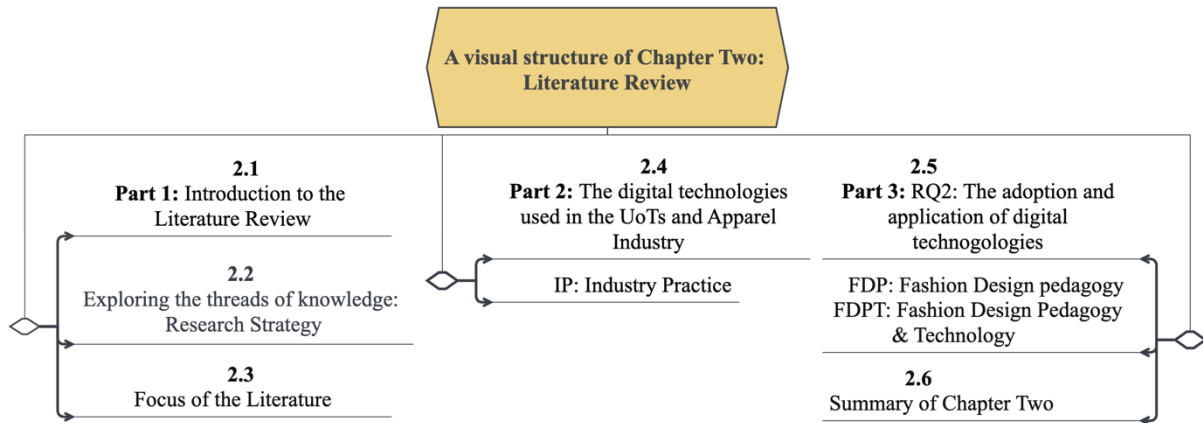 A visual structure of Chapter Two:
Literature Review
2.1
Part 1: Introduction to the
Literature Review
2.2
Exploring the threads of knowledge:
Research Strategy
2.3
Focus of the Literature
2.4
Part 2: The digital technologies
used in the UoTs and Apparel
Industry
IP: Industry Practice
2.5
Part 3: RQ2: The adoption and
application of digital
technogologies
FDP: Fashion Design pedagogy
FDPT: Fashion Design Pedagogy
& Technology
2.6
Summary of Chapter Two